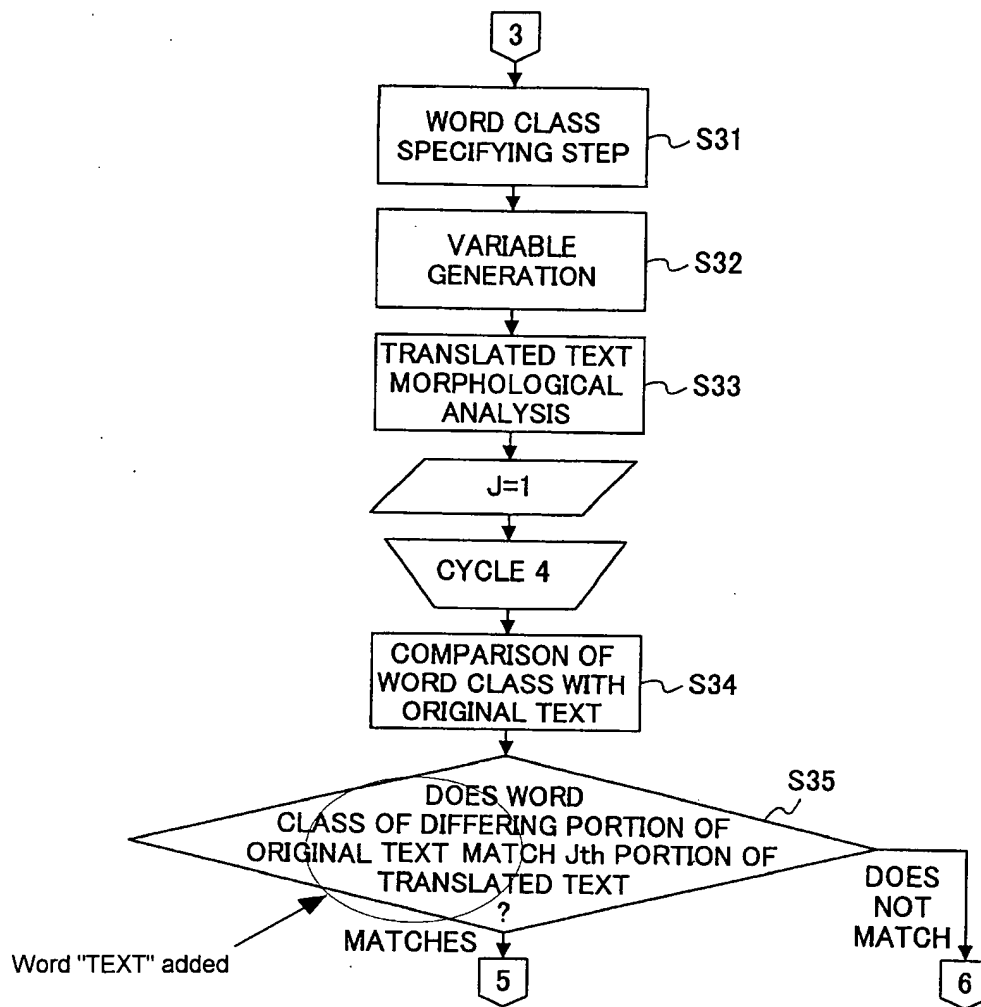 3
WORD CLASS
SPECIFYING STEP
S31
VARIABLE
GENERATION
S32
TRANSLATED TEXT
MORPHOLOGICAL
ANALYSIS
S33
J=1
CYCLE 4
COMPARISON OF
WORD CLASS WITH
ORIGINAL TEXT
S34
S35
DOES WORD
CLASS OF DIFFERING PORTION OF
ORIGINAL TEXT MATCH Jth PORTION OF
TRANSLATED TEXT
?
DOES
NOT
MATCH
MATCHES
Word "TEXT" added
5
6